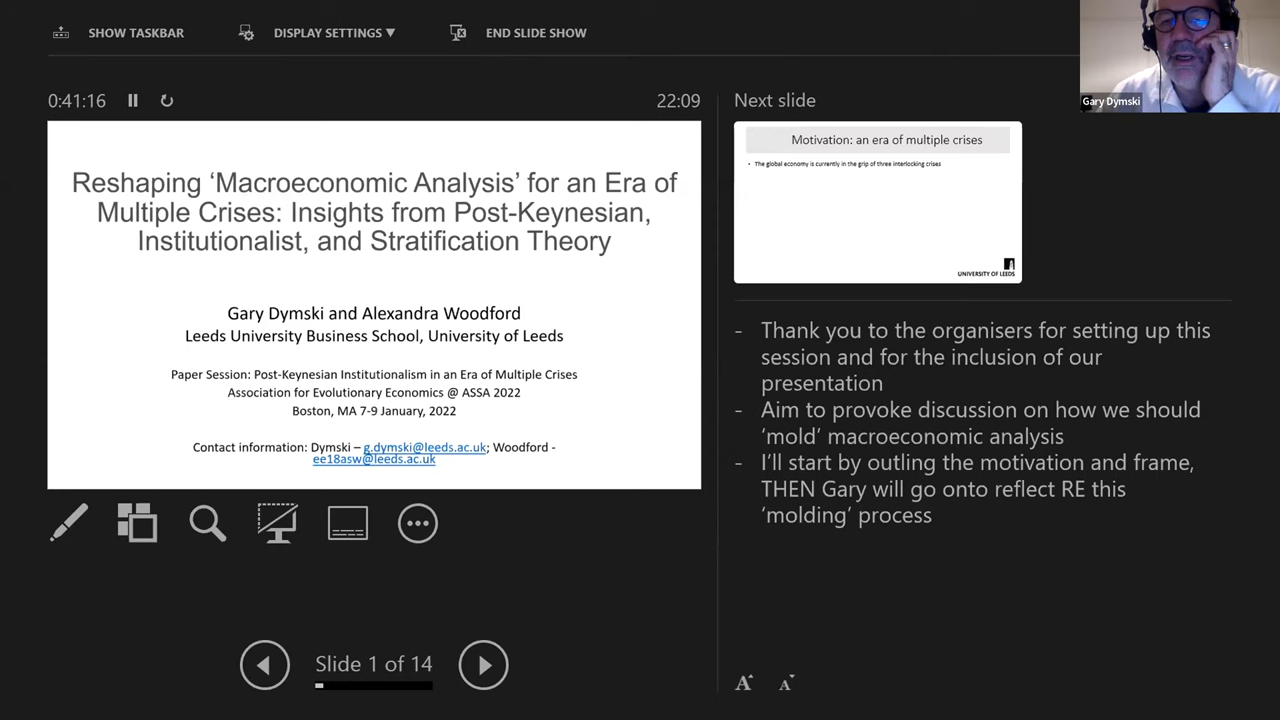 SHOW TASKBAR
DISPLAY SETTINGS ▼
END SLIDE SHOW
Gary Dymski
0:41:16
22:09
Next slide
Reshaping ‘Macroeconomic Analysis’ for an Era of
Multiple Crises: Insights from Post-Keynesian,
Institutionalist, and Stratification Theory
Gary Dymski and Alexandra Woodford
Leeds University Business School, University of Leeds
Paper Session: Post-Keynesian Institutionalism in an Era of Multiple Crises
Association for Evolutionary Economics @ ASSA 2022
Boston, MA 7-9 January, 2022
Contact information: Dymski – g.dymski@leeds.ac.uk; Woodford -
ee18asw@leeds.ac.uk
Motivation: an era of multiple crises
• The global economy is currently in the grip of three interlocking crises
UNIVERSITY OF LEEDS
- Thank you to the organisers for setting up this
session and for the inclusion of our
presentation
- Aim to provoke discussion on how we should
‘mold’ macroeconomic analysis
- I’ll start by outling the motivation and frame,
THEN Gary will go onto reflect RE this
‘molding’ process
Slide 1 of 14
A A